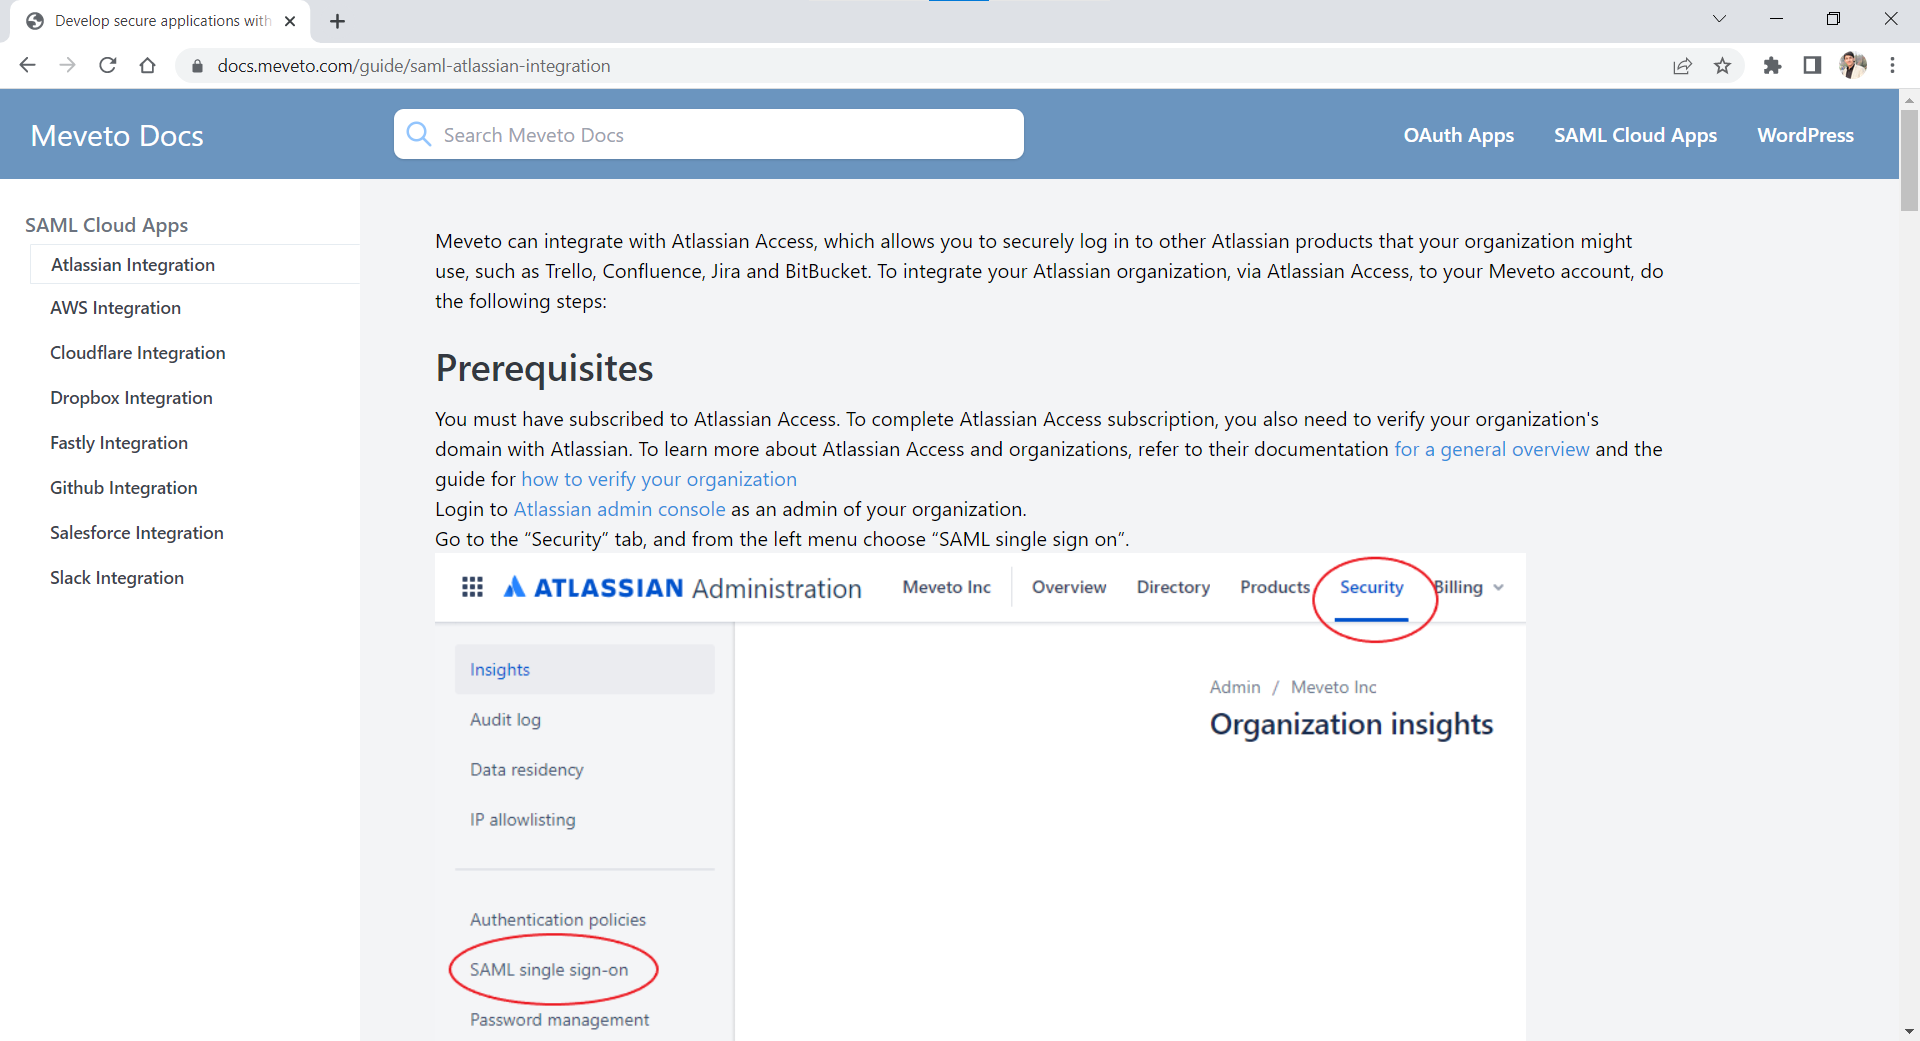 Develop secure applications with
docs.meveto.com/guide/saml-atlassian-integration
Meveto Docs
Search Meveto Docs
OAuth Apps
SAML Cloud Apps
WordPress
SAML Cloud Apps
Atlassian Integration
AWS Integration
Cloudflare Integration
Dropbox Integration
Fastly Integration
Github Integration
Salesforce Integration
Slack Integration
Meveto can integrate with Atlassian Access, which allows you to securely log in to other Atlassian products that your organization might
use, such as Trello, Confluence, Jira and BitBucket. To integrate your Atlassian organization, via Atlassian Access, to your Meveto account, do
the following steps:
Prerequisites
You must have subscribed to Atlassian Access. To complete Atlassian Access subscription, you also need to verify your organization's
domain with Atlassian. To learn more about Atlassian Access and organizations, refer to their documentation for a general overview and the
guide for how to verify your organization
Login to Atlassian admin console as an admin of your organization.
Go to the “Security” tab, and from the left menu choose “SAML single sign on”.
ATLASSIAN Administration
Meveto Inc
Overview
Directory
Products
Security
Billing
Insights
Audit log
Data residency
IP allowlisting
Authentication policies
SAML single sign-on
Password management
Admin / Meveto Inc
Organization insights